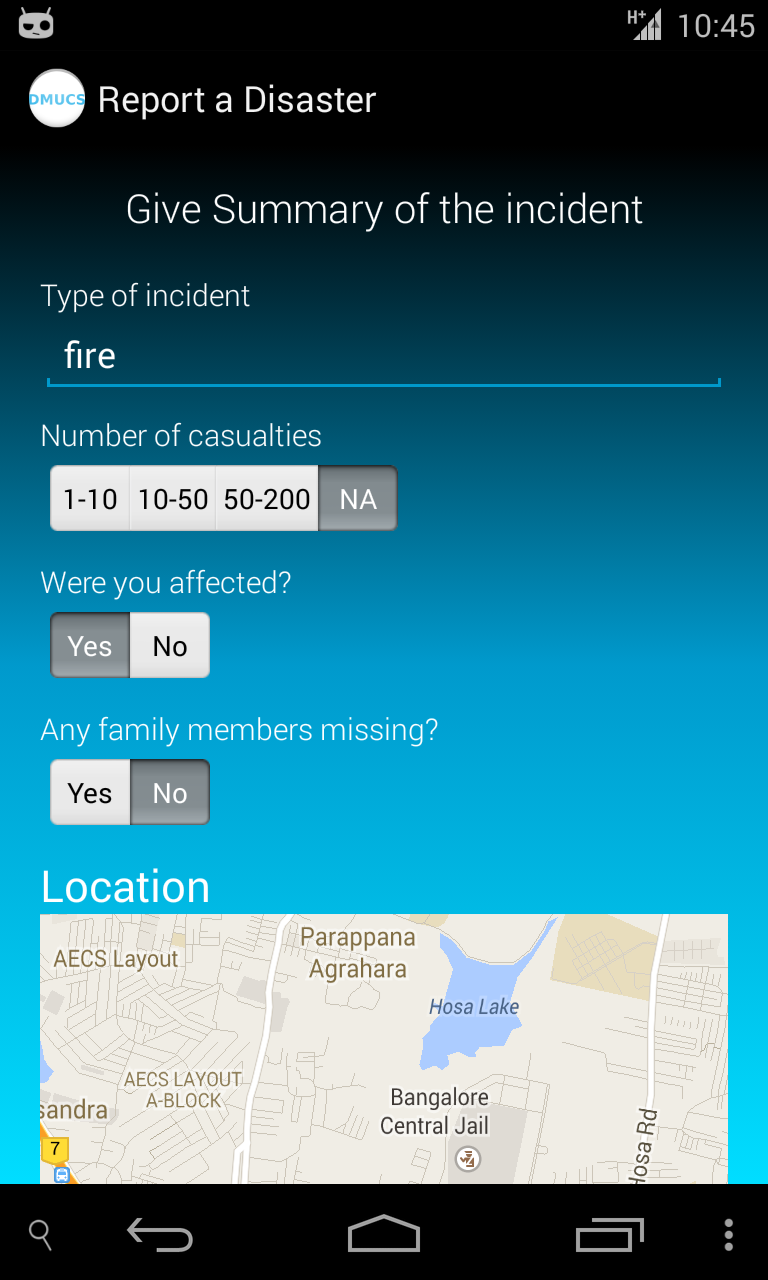 H+ 10:45
DMUCS Report a Disaster
Give Summary of the incident
Type of incident
fire
Number of casualties
1-10 10-50 50-200 NA
Were you affected?
Yes No
Any family members missing?
Yes No
Location
Parappana
Agrahara
AECS Layout
Hosa Lake
AECS LAYOUT
A-BLOCK
Bangalore
Central Jail
sandra
7
Hosa Rd